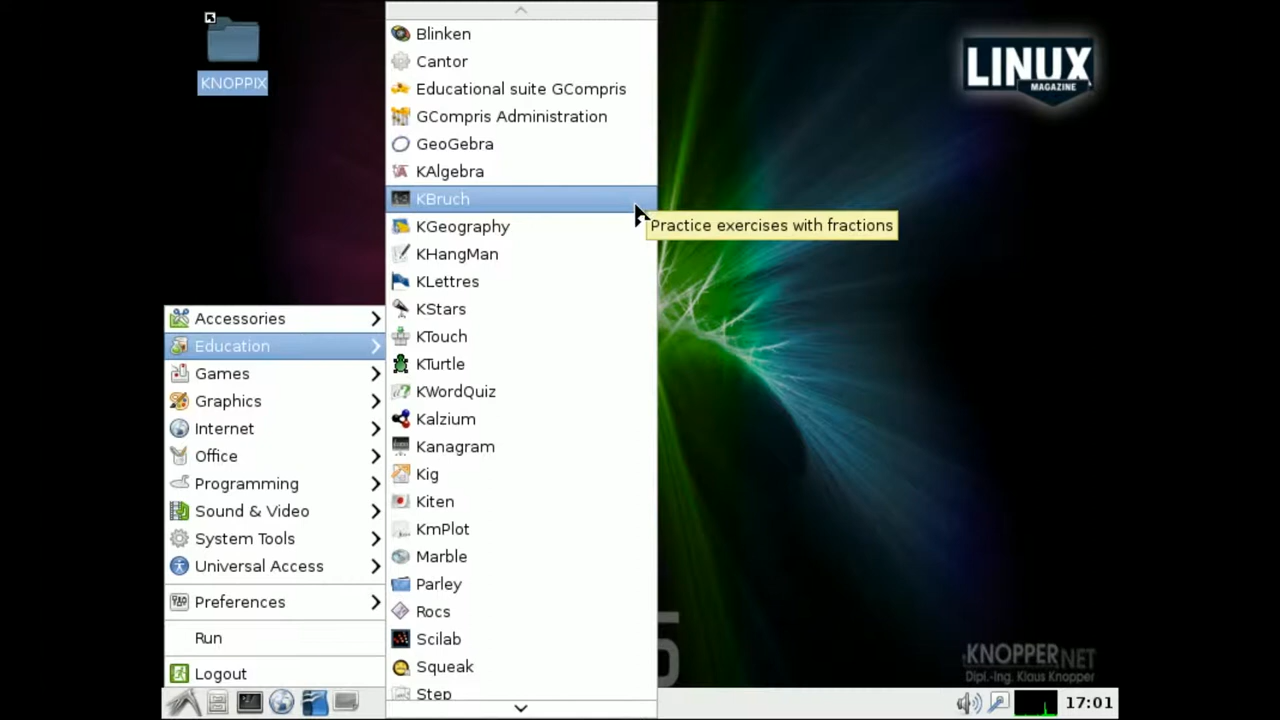 KNOPPIX
LINUX
MAGAZINE
Blinken
Cantor
Educational suite GCompris
GCompris Administration
GeoGebra
KAlgebra
KBruch
Practice exercises with fractions
KGeography
KHangMan
KLettres
KStars
KTouch
KTurtle
KWordQuiz
Kalzium
Kanagram
Kig
Kiten
KmPlot
Marble
Parley
Rocs
Scilab
Squeak
Step
Accessories
Education
Games
Graphics
Internet
Office
Programming
Sound & Video
System Tools
Universal Access
Preferences
Run
Logout
5
KNOPPER.NET
Dipl.-Ing. Klaus Knopper
17:01